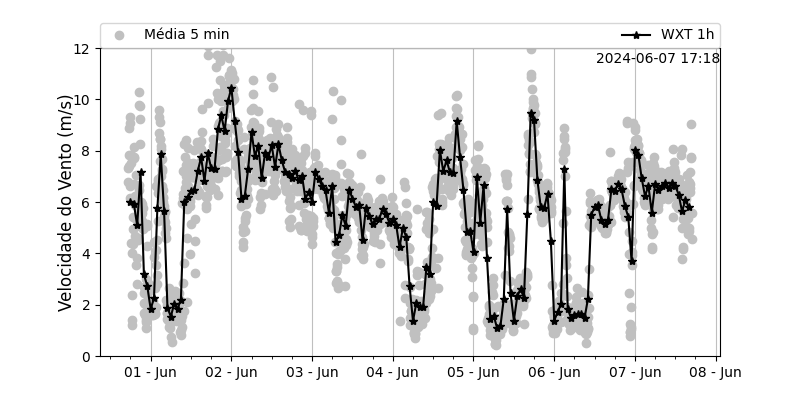 Média 5 min
WXT 1h
2024-06-07 17:18
Velocidade do Vento (m/s)
12
10
8
6
4
2
0
01 - Jun 02 - Jun 03 - Jun 04 - Jun 05 - Jun 06 - Jun 07 - Jun 08 - Jun